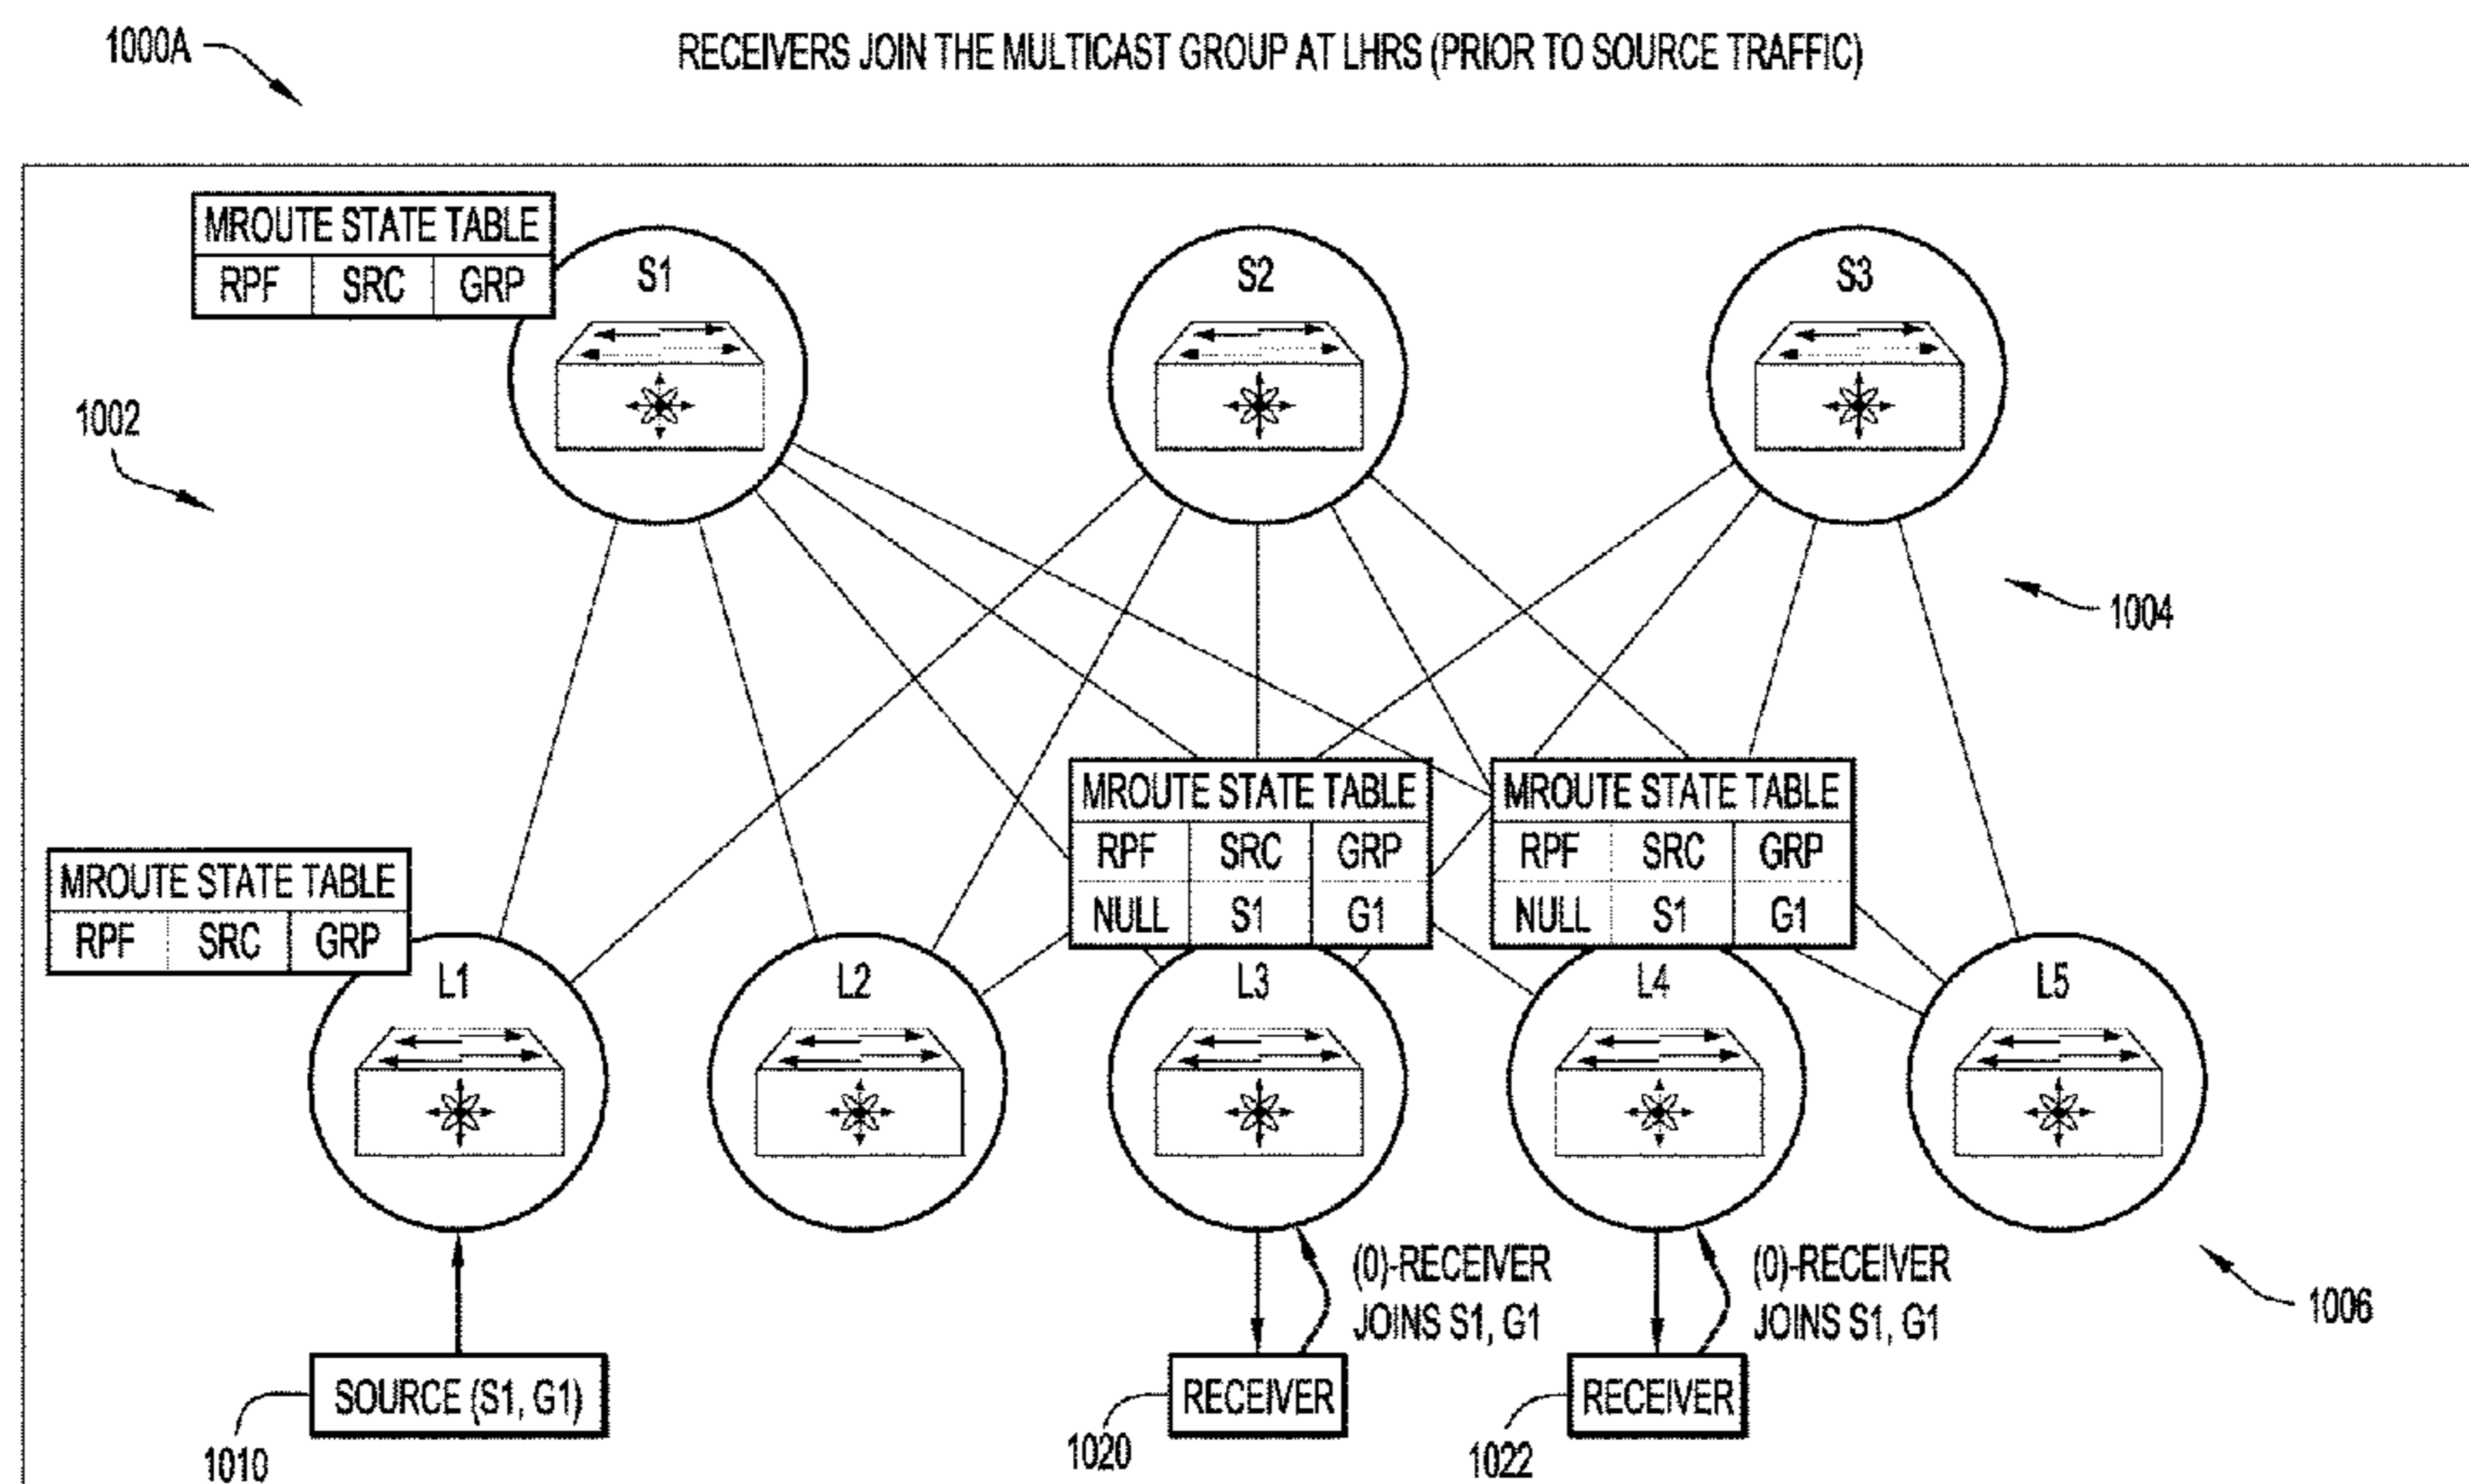 1000A
RECEIVERS JOIN THE MULTICAST GROUP AT LHRS (PRIOR TO SOURCE TRAFFIC)
MROUTE STATE TABLE
RPF SRC GRP
S1
S2
S3
1002
1004
MROUTE STATE TABLE
RPF SRC GRP
NULL S1 G1
MROUTE STATE TABLE
RPF SRC GRP
NULL S1 G1
MROUTE STATE TABLE
RPF SRC GRP
L1
L2
L3
L4
L5
(0)-RECEIVER
JOINS S1, G1
(0)-RECEIVER
JOINS S1, G1
1006
SOURCE (S1, G1)
RECEIVER
RECEIVER
1010
1020
1022